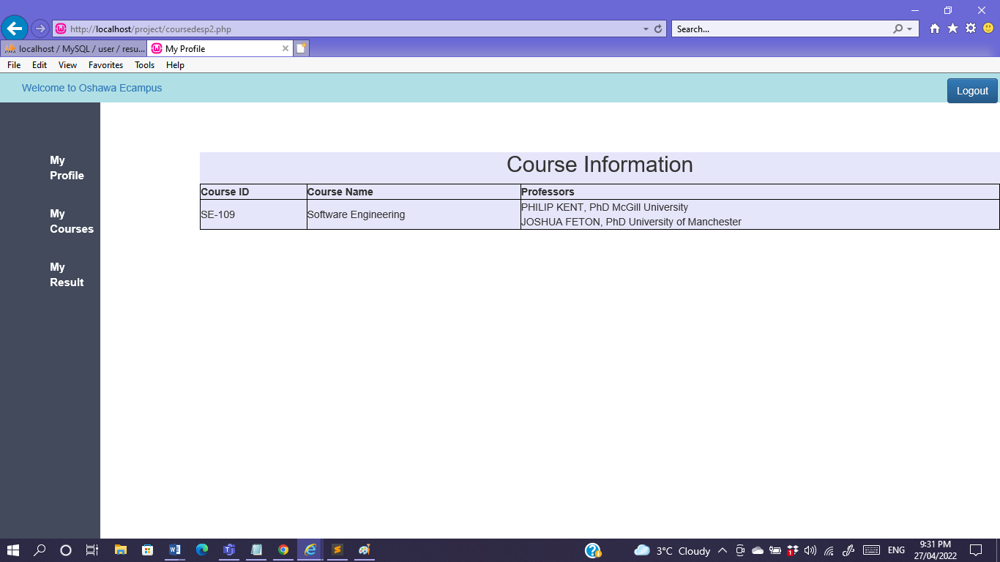 http://localhost/project/coursedesp2.php
Search...
localhost / MySQL / user / resu...
My Profile
File Edit View Favorites Tools Help
Welcome to Oshawa Ecampus
Logout
My
Profile
My
Courses
My
Result
Course Information
Course ID Course Name Professors
SE-109 Software Engineering PHILIP KENT, PhD McGill University
JOSHUA FETON, PhD University of Manchester
3°C Cloudy
ENG
9:31 PM
27/04/2022